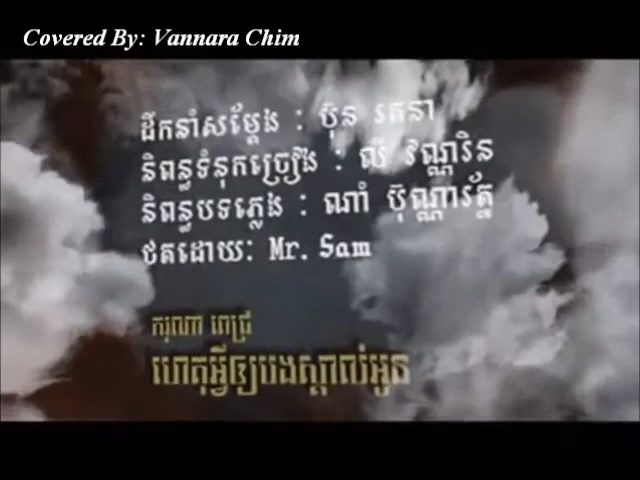 Covered By: Vannara Chim
ដឹកនាំសម្តែង : ប៊ុន រតនា
និពន្ធទំនុកច្រៀង : លី វណ្ណរិន
និពន្ធបទភ្លេង : ណាំ ប៊ុណ្ណារ័ត្ន
ថតដោយ: Mr. Sam
ករុណា ពេជ្រ
ហេតុអ្វីឲ្យបងស្គាល់អូន